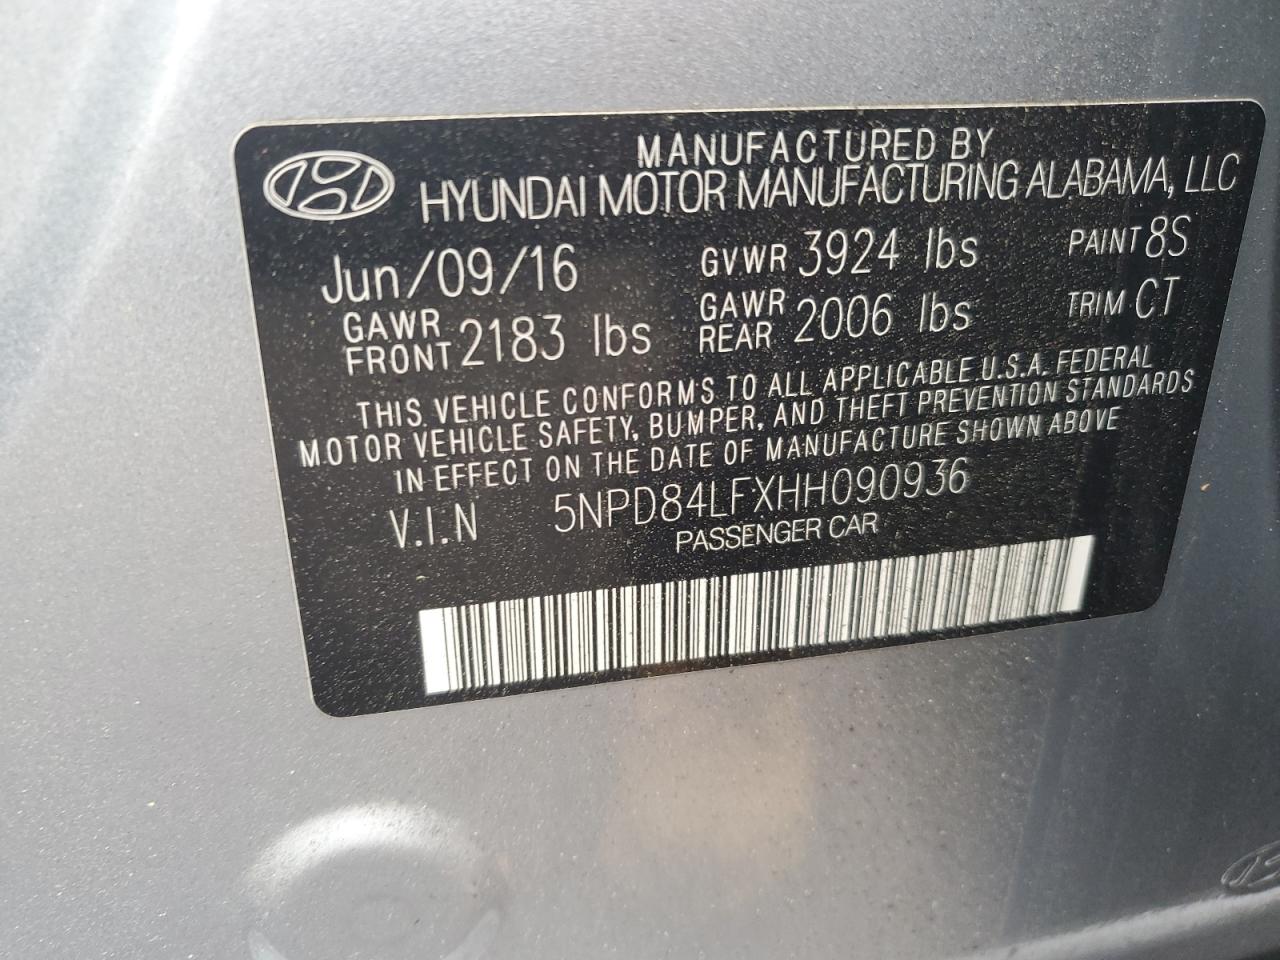 MANUFACTURED BY
HYUNDAI MOTOR MANUFACTURING ALABAMA, LLC
Jun/09/16 GVWR 3924 lbs PAINT 8S
GAWR FRONT 2183 lbs GAWR REAR 2006 lbs TRIM CT
THIS VEHICLE CONFORMS TO ALL APPLICABLE U.S.A. FEDERAL
MOTOR VEHICLE SAFETY, BUMPER, AND THEFT PREVENTION STANDARDS
IN EFFECT ON THE DATE OF MANUFACTURE SHOWN ABOVE
V.I.N 5NPD84LFXHH090936
PASSENGER CAR